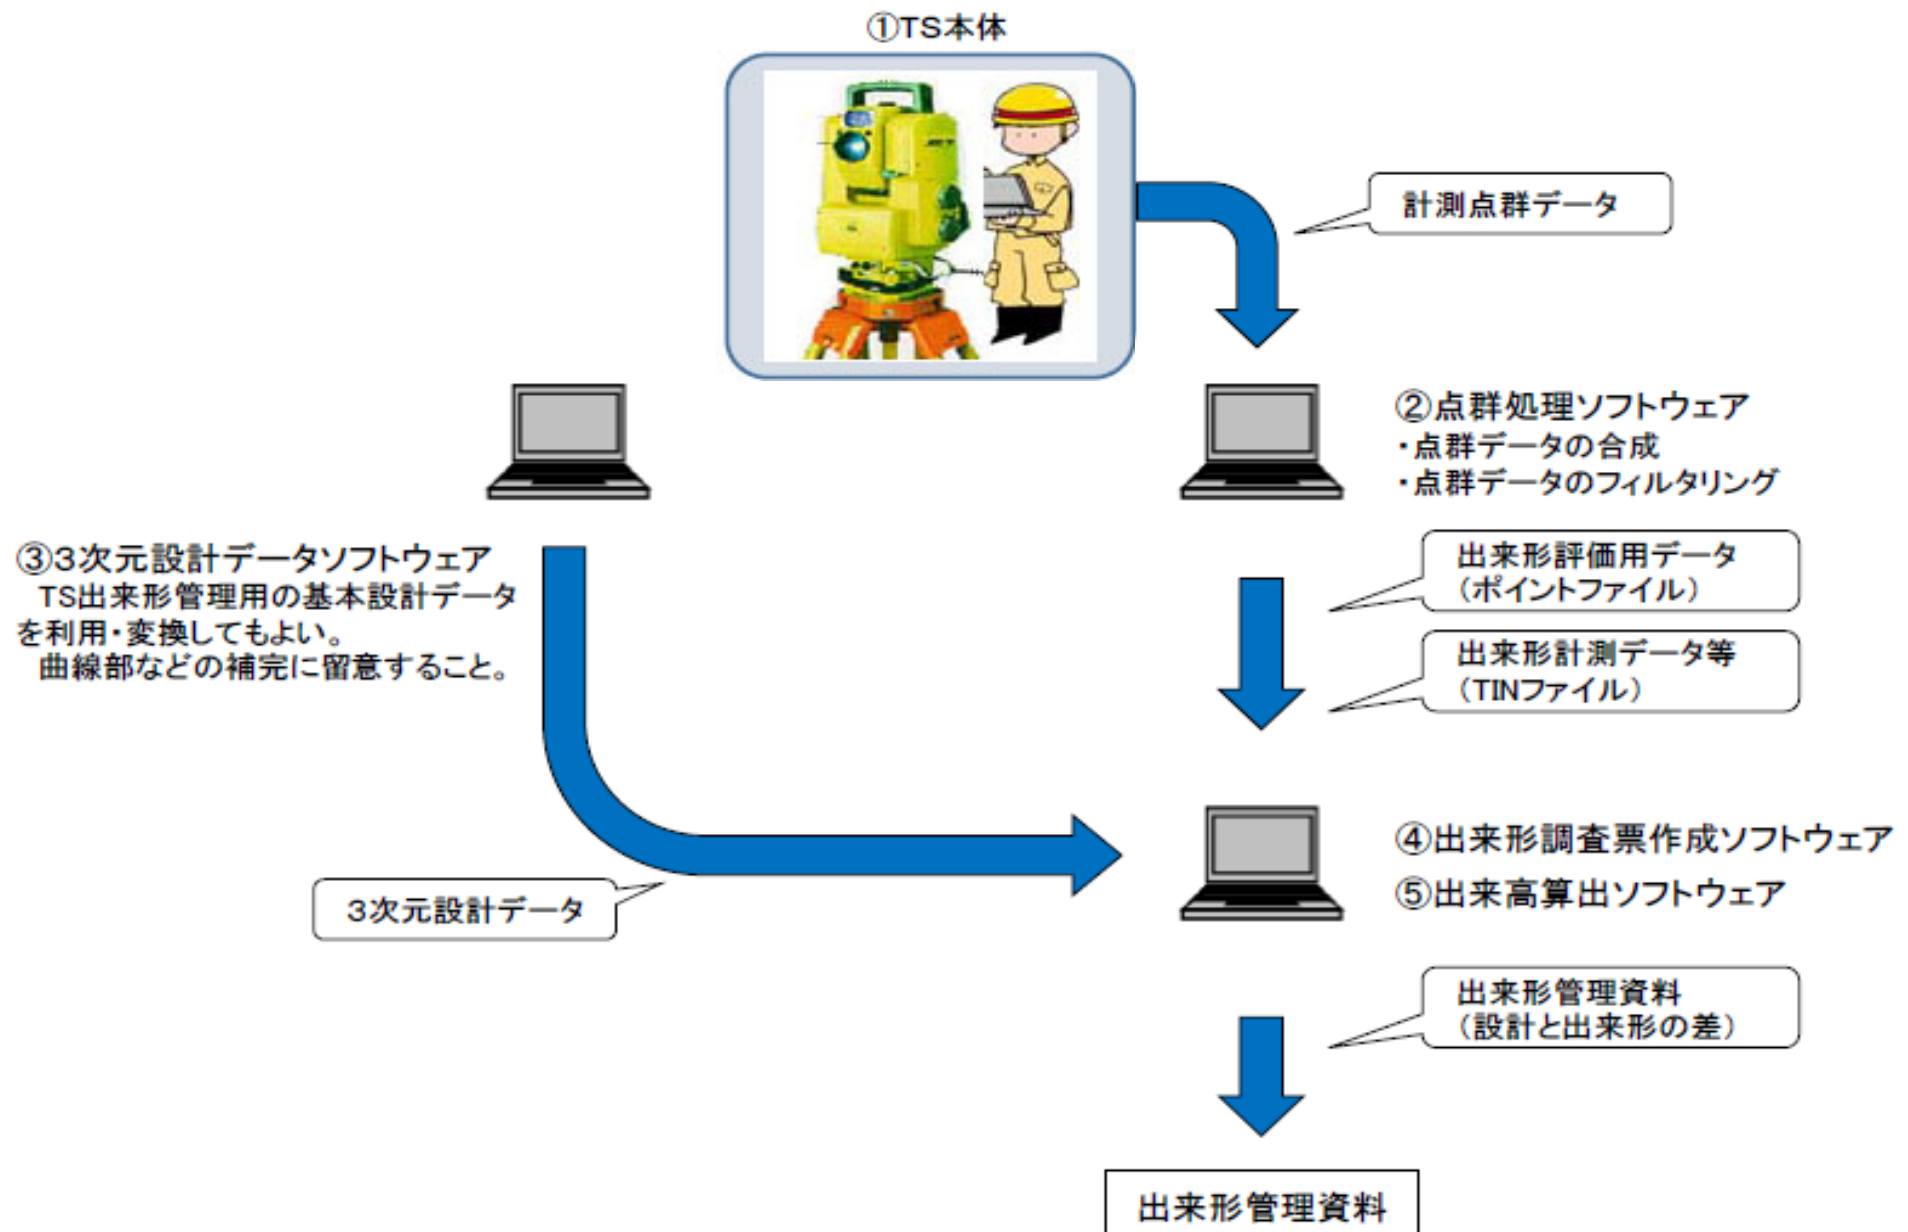 ①TS本体
計測点群データ
②点群処理ソフトウェア
・点群データの合成
・点群データのフィルタリング
③３次元設計データソフトウェア
TS出来形管理用の基本設計データ
を利用・変換してもよい。
曲線部などの補完に留意すること。
出来形評価用データ
（ポイントファイル）
出来形計測データ等
（TINファイル）
３次元設計データ
④出来形調査票作成ソフトウェア
⑤出来高算出ソフトウェア
出来形管理資料
（設計と出来形の差）
出来形管理資料